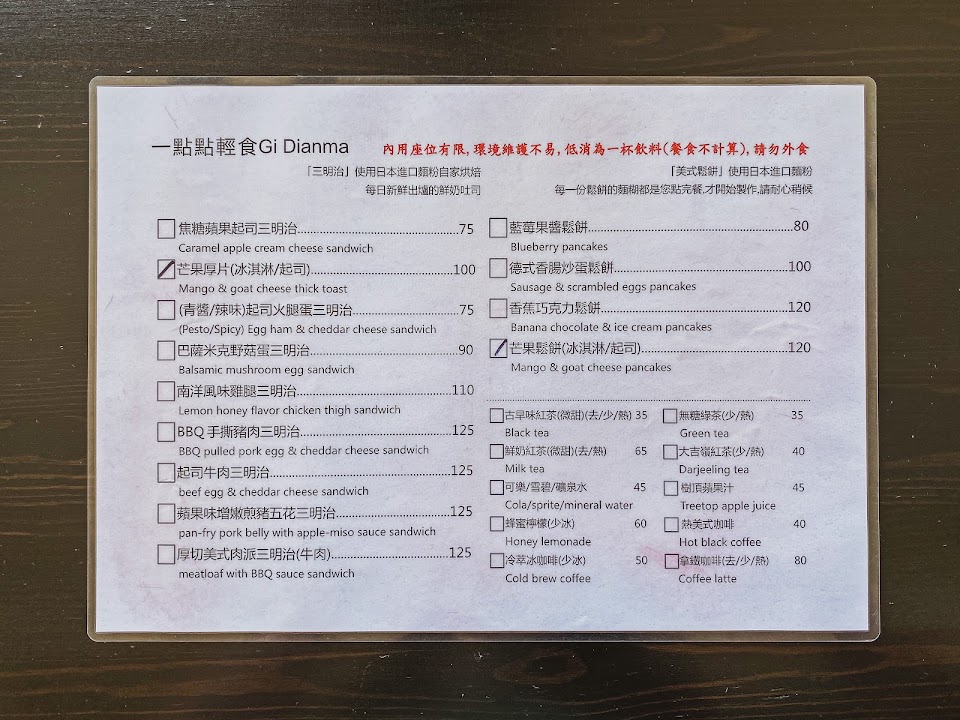 一點點輕食Gi Dianma
內用座位有限,環境維護不易,低消為一杯飲料(餐食不計算),請勿外食
「三明治」使用日本進口麵粉自家烘焙
每日新鮮出爐的鮮奶吐司
「美式鬆餅」使用日本進口麵粉
每一份鬆餅的麵糊都是您點完餐,才開始製作,請耐心稍候
焦糖蘋果起司三明治 75
Caramel apple cream cheese sandwich
芒果厚片(冰淇淋/起司) 100
Mango & goat cheese thick toast
(青醬/辣味)起司火腿蛋三明治 75
(Pesto/Spicy) Egg ham & cheddar cheese sandwich
巴薩米克野菇蛋三明治 90
Balsamic mushroom egg sandwich
南洋風味雞腿三明治 110
Lemon honey flavor chicken thigh sandwich
BBQ 手撕豬肉三明治 125
BBQ pulled pork egg & cheddar cheese sandwich
起司牛肉三明治 125
beef egg & cheddar cheese sandwich
蘋果味增嫩煎豬五花三明治 125
pan-fry pork belly with apple-miso sauce sandwich
厚切美式肉派三明治(牛肉) 125
meatloaf with BBQ sauce sandwich
藍莓果醬鬆餅 80
Blueberry pancakes
德式香腸炒蛋鬆餅 100
Sausage & scrambled eggs pancakes
香蕉巧克力鬆餅 120
Banana chocolate & ice cream pancakes
芒果鬆餅(冰淇淋/起司) 120
Mango & goat cheese pancakes
古早味紅茶(微甜)(去/少/熱) 35
Black tea
鮮奶紅茶(微甜)(去/熱) 65
Milk tea
可樂/雪碧/礦泉水 45
Cola/sprite/mineral water
蜂蜜檸檬(少冰) 60
Honey lemonade
冷萃冰咖啡(少冰) 50
Cold brew coffee
無糖綠茶(少/熱) 35
Green tea
大吉嶺紅茶(少/熱) 40
Darjeeling tea
樹頂蘋果汁 45
Treetop apple juice
熱美式咖啡 40
Hot black coffee
拿鐵咖啡(去/少/熱) 80
Coffee latte